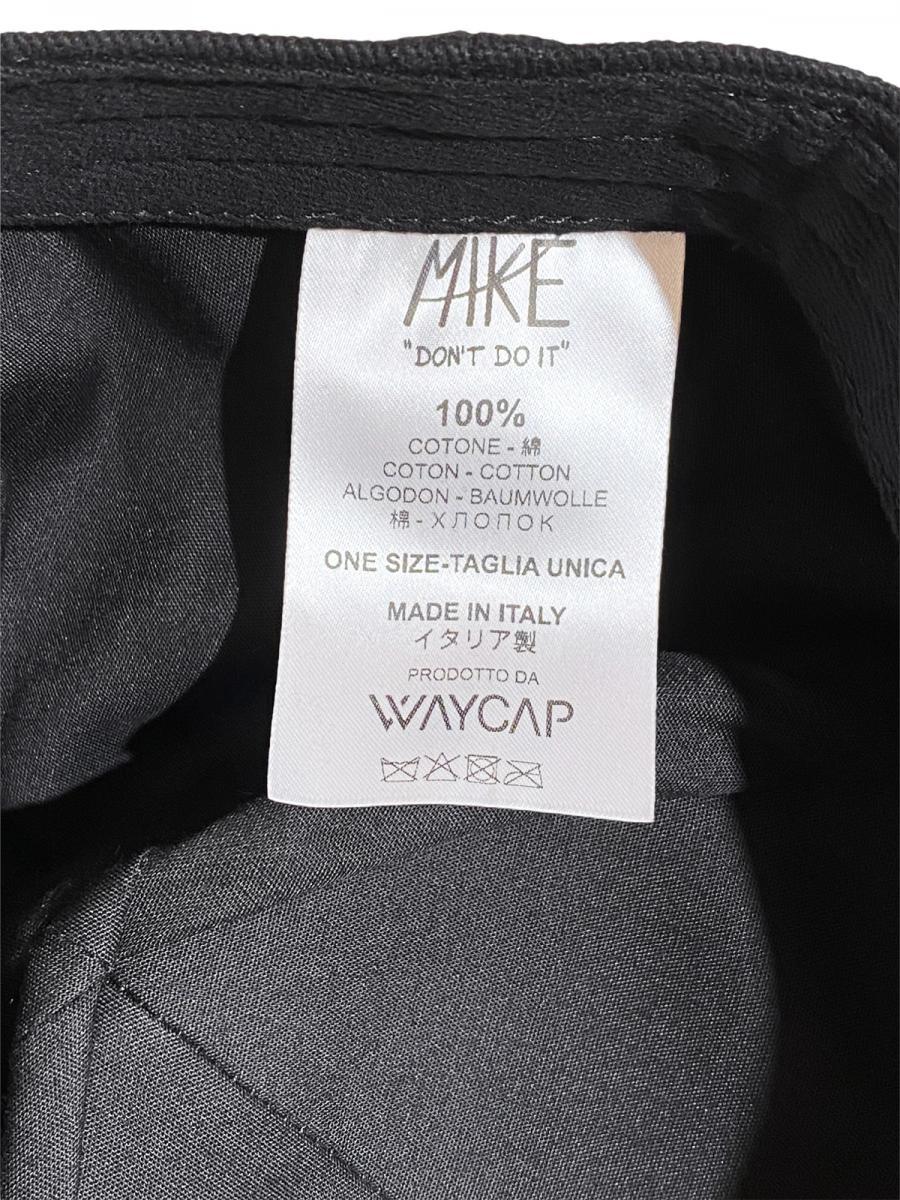 MIKE
"DON'T DO IT"
100%
COTONE - 綿
COTON - COTTON
ALGODON - BAUMWOLLE
棉 - ХЛОПОК
ONE SIZE-TAGLIA UNICA
MADE IN ITALY
イタリア製
PRODOTTO DA
WAYCAP